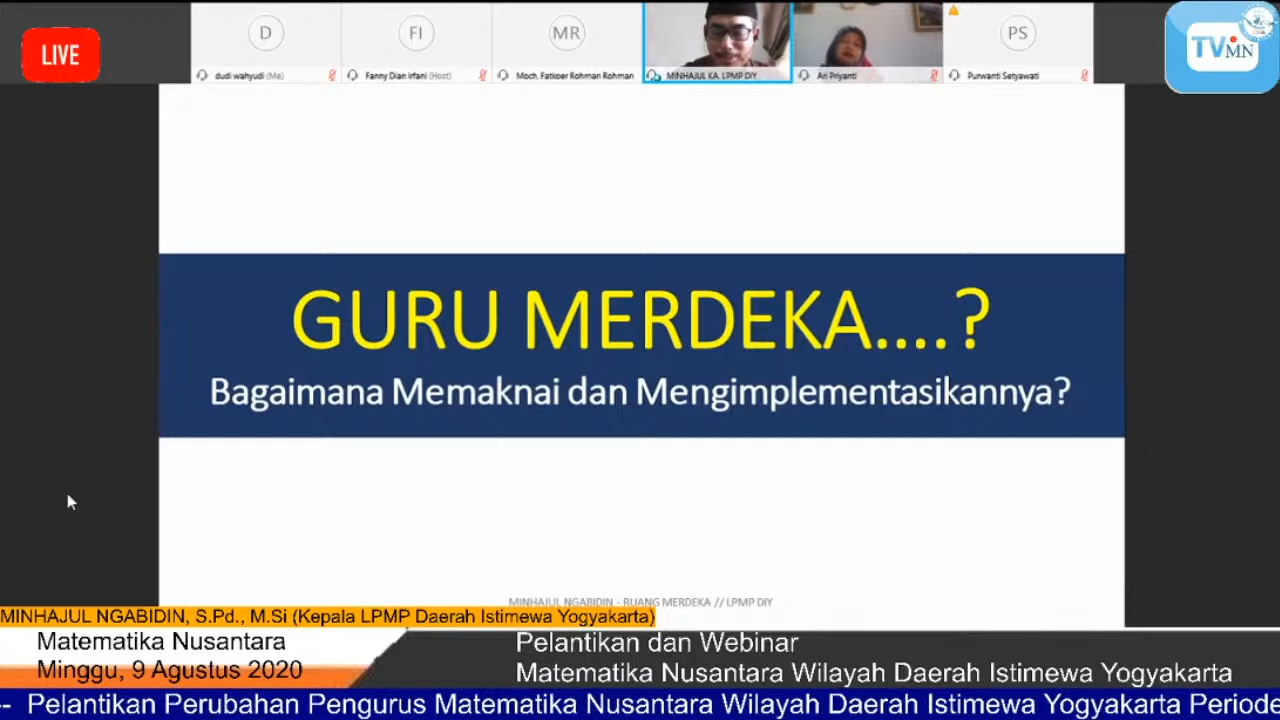 LIVE
D
FI
MR
PS
dudi wahyudi (Me)
Fanny Dian Irfani (Host)
Moch. Fatkoer Rohman Rohman
MINHAJUL KA. LPMP DIY
Ari Priyanti
Purwanti Setyawati
TVMN
GURU MERDEKA....?
Bagaimana Memaknai dan Mengimplementasikannya?
MINHAJUL NGABIDIN - RUANG MERDEKA // LPMP DIY
MINHAJUL NGABIDIN, S.Pd., M.Si (Kepala LPMP Daerah Istimewa Yogyakarta)
Matematika Nusantara
Minggu, 9 Agustus 2020
Pelantikan dan Webinar
Matematika Nusantara Wilayah Daerah Istimewa Yogyakarta
-- Pelantikan Perubahan Pengurus Matematika Nusantara Wilayah Daerah Istimewa Yogyakarta Periode